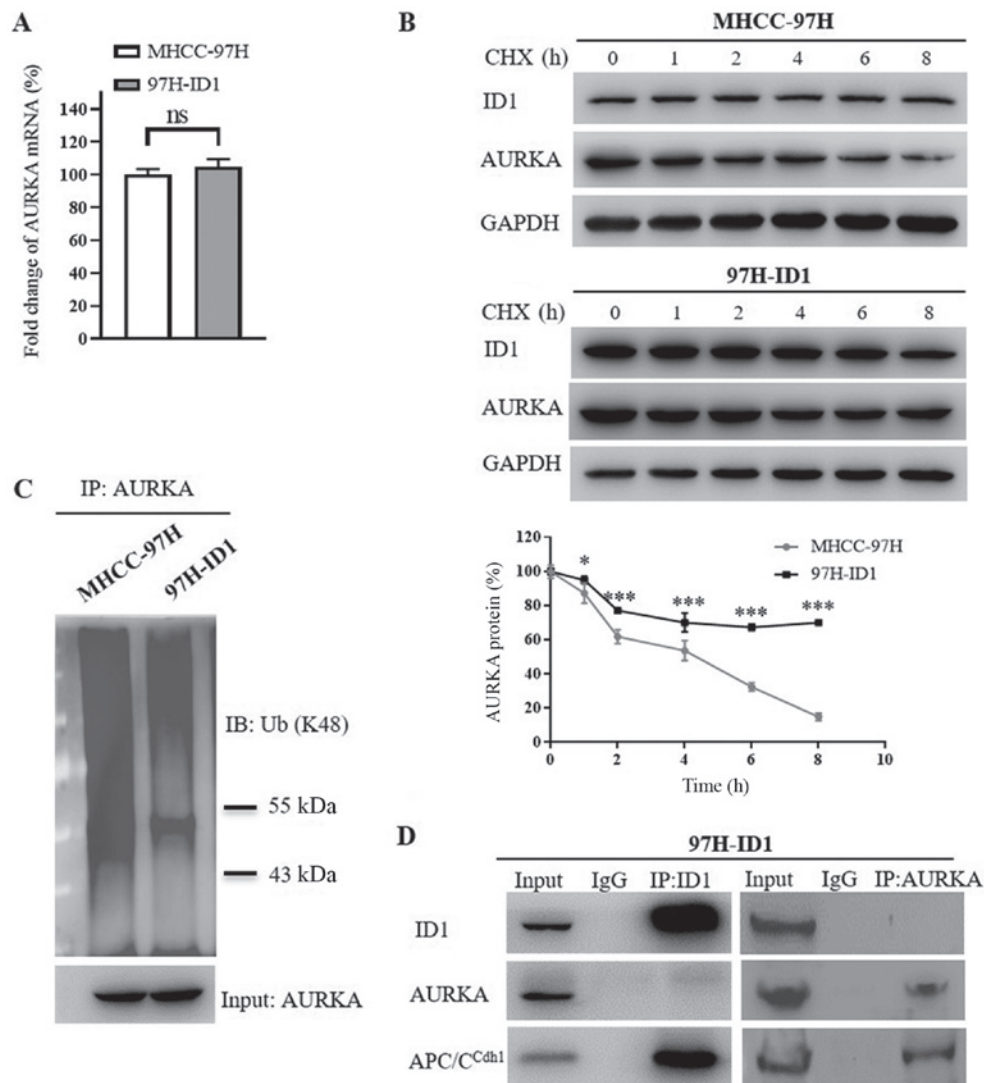 A
MHCC-97H
97H-ID1
ns
Fold change of AURKA mRNA (%)
140
120
100
80
60
40
20
0
B
MHCC-97H
CHX (h) 0 1 2 4 6 8
ID1
AURKA
GAPDH
97H-ID1
CHX (h) 0 1 2 4 6 8
ID1
AURKA
GAPDH
AURKA protein (%)
120
100
80
60
40
20
0
MHCC-97H
97H-ID1
* *** *** *** ***
0 2 4 6 8 10
Time (h)
C
IP: AURKA
MHCC-97H 97H-ID1
IB: Ub (K48)
55 kDa
43 kDa
Input: AURKA
D
97H-ID1
Input IgG IP:ID1 Input IgG IP:AURKA
ID1
AURKA
APC/C^Cdh1